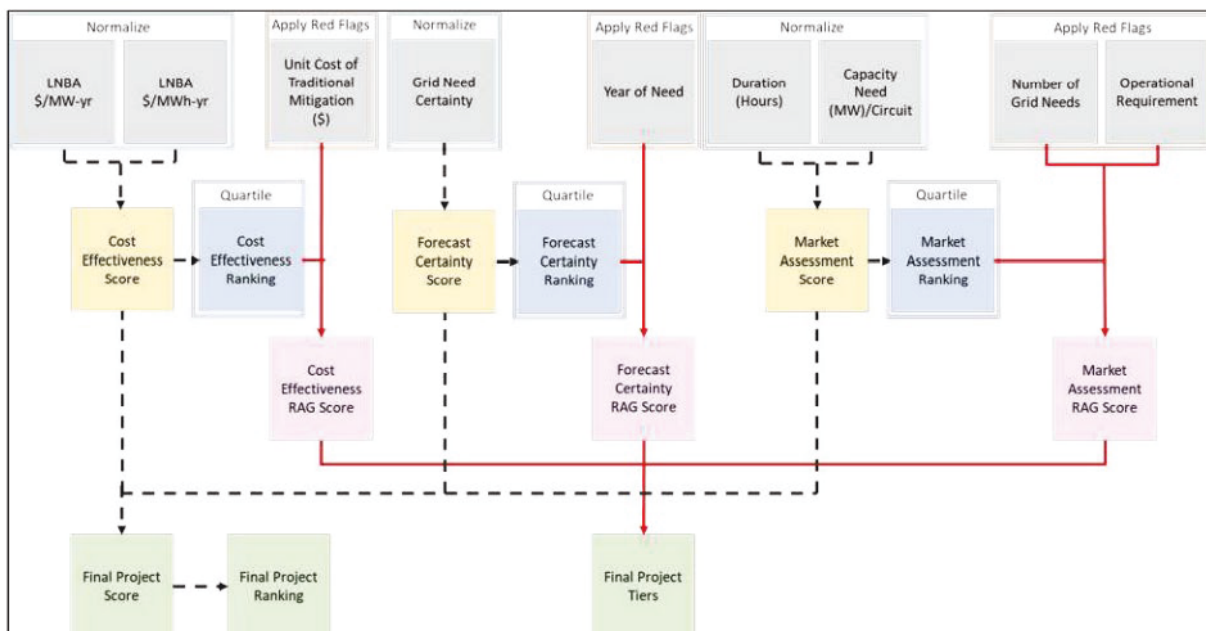 Normalize
LNBA
$/MW-yr
LNBA
$/MWh-yr
Apply Red Flags
Unit Cost of
Traditional
Mitigation
($)
Normalize
Grid Need
Certainty
Apply Red Flags
Year of Need
Normalize
Duration
(Hours)
Capacity
Need
(MW)/Circuit
Apply Red Flags
Number of
Grid Needs
Operational
Requirement
Cost
Effectiveness
Score
Quartile
Cost
Effectiveness
Ranking
Forecast
Certainty
Score
Quartile
Forecast
Certainty
Ranking
Market
Assessment
Score
Quartile
Market
Assessment
Ranking
Cost
Effectiveness
RAG Score
Forecast
Certainty
RAG Score
Market
Assessment
RAG Score
Final Project
Score
Final Project
Ranking
Final Project
Tiers